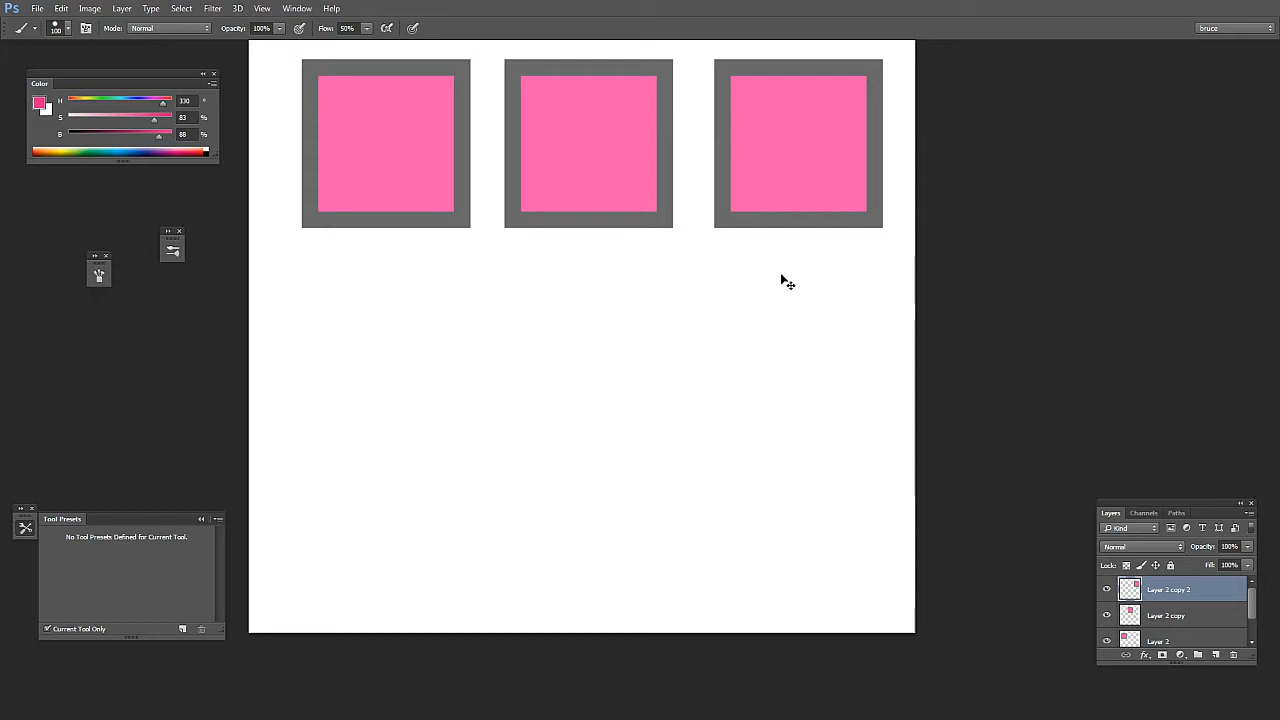 Ps File Edit Image Layer Type Select Filter 3D View Window Help
100 Mode: Normal Opacity: 100% Flow: 50% bruce
Color
H 330 °
S 83 %
B 88 %
Tool Presets
No Tool Presets Defined for Current Tool.
Current Tool Only
Layers Channels Paths
Kind
Normal Opacity: 100%
Lock: Fill: 100%
Layer 2 copy 2
Layer 2 copy
Layer 2
fx